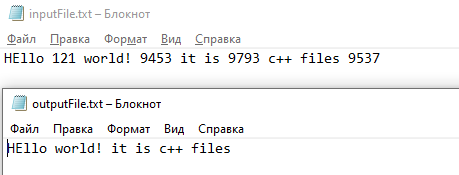 inputFile.txt – Блокнот
Файл Правка Формат Вид Справка
HEllo 121 world! 9453 it is 9793 c++ files 9537
outputFile.txt – Блокнот
Файл Правка Формат Вид Справка
HEllo world! it is c++ files